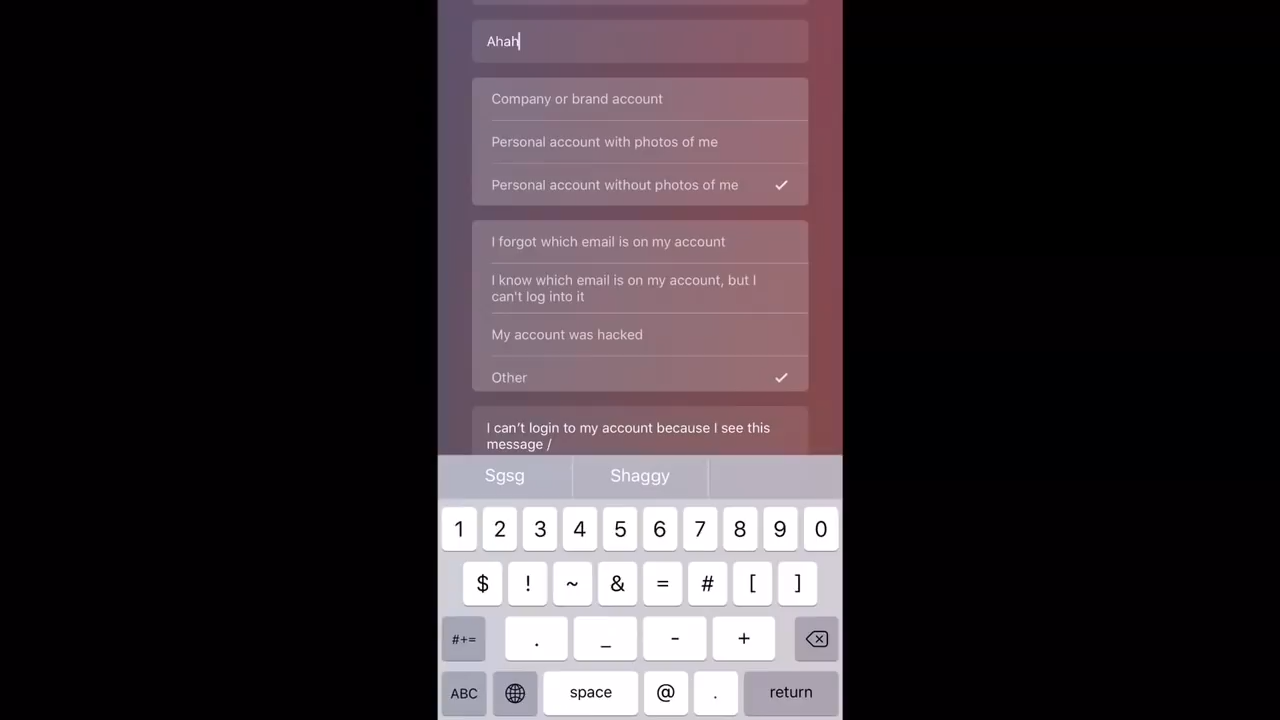 Ahah
Company or brand account
Personal account with photos of me
Personal account without photos of me
I forgot which email is on my account
I know which email is on my account, but I
can't log into it
My account was hacked
Other
I can’t login to my account because I see this
message /
Sgsg Shaggy
1 2 3 4 5 6 7 8 9 0
$ ! ~ & = # [ ]
#+= . _ - +
ABC space @ . return